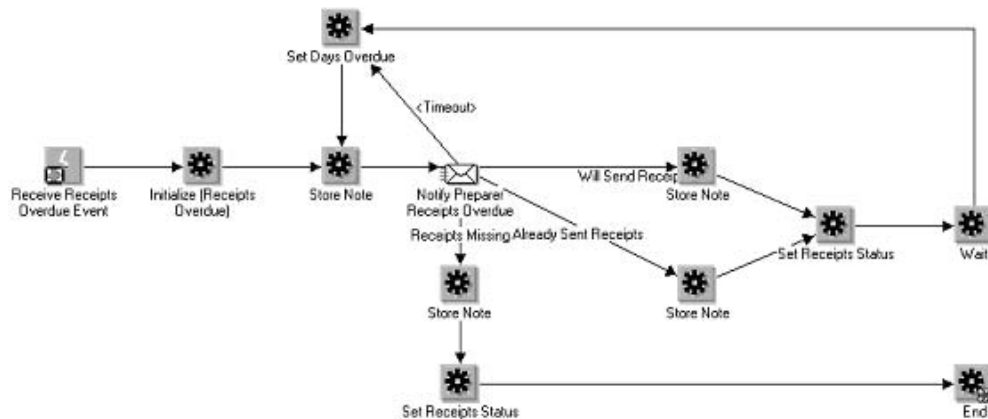 Set Days Overdue
<Timeout>
Receive Receipts
Overdue Event
Initialize (Receipts
Overdue)
Store Note
Notify Preparer
Receipts Overdue
Will Send Receip
Store Note
Receipts Missing
Already Sent Receipts
Set Receipts Status
Wait
Store Note
Store Note
Set Receipts Status
End